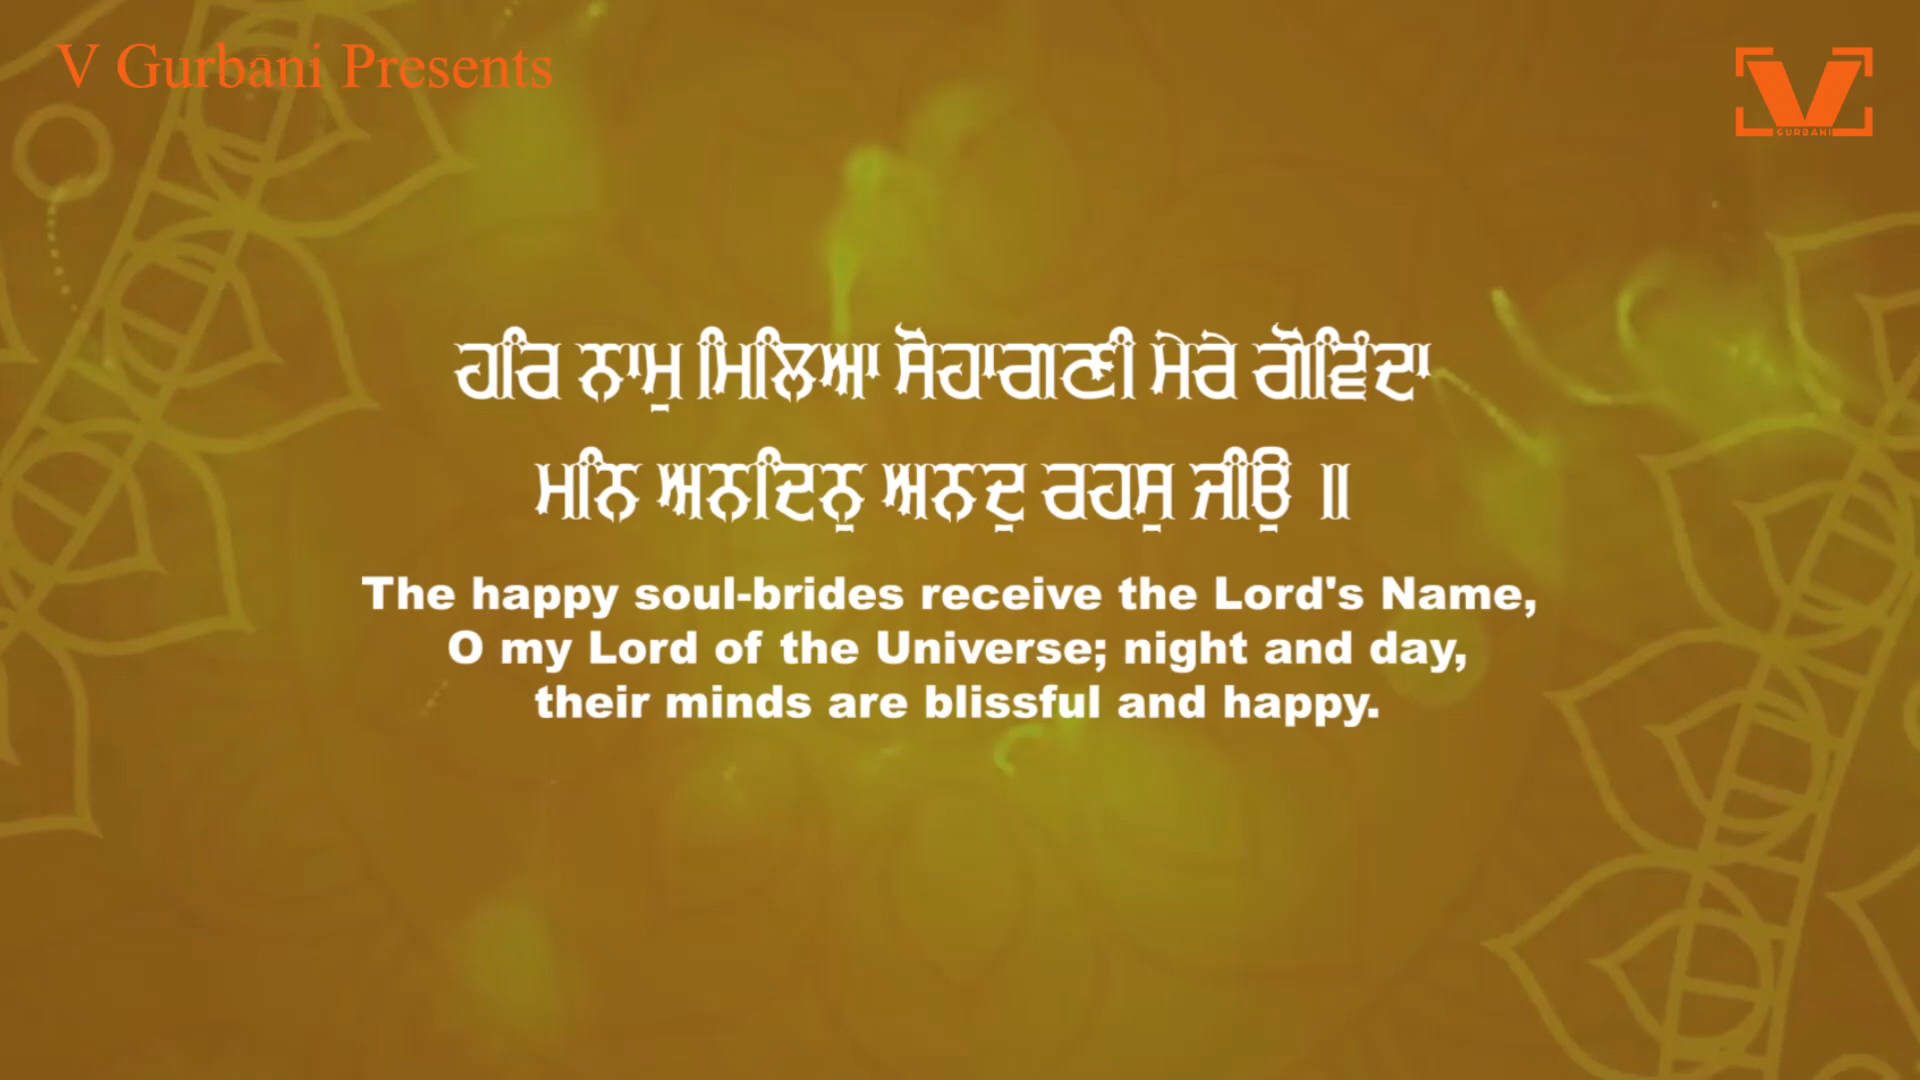 V Gurbani Presents
GURBANI
ਹਰਿ ਨਾਮੁ ਮਿਲਿਆ ਸੋਹਾਗਣੀ ਮੇਰੇ ਗੋਵਿੰਦਾ
ਮਨਿ ਅਨਦਿਨੁ ਅਨਦੁ ਰਹਸੁ ਜੀਉ ॥
The happy soul-brides receive the Lord's Name,
O my Lord of the Universe; night and day,
their minds are blissful and happy.